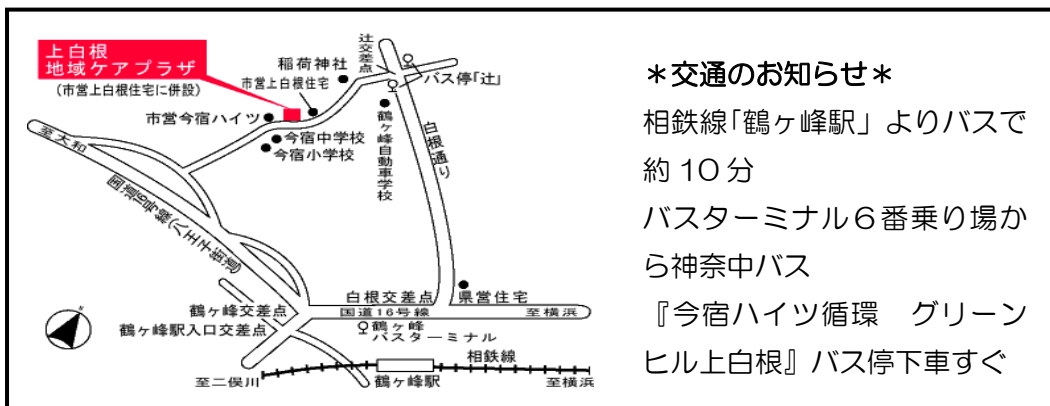 上白根
地域ケアプラザ
(市営上白根住宅に併設)
稲荷神社
市営上白根住宅
辻交差点
バス停「辻」
市営今宿ハイツ
今宿中学校
今宿小学校
鶴ヶ峰自動車学校
白根通り
至大和
国道16号線(八王子街道)
鶴ヶ峰交差点
鶴ヶ峰駅入口交差点
白根交差点
県営住宅
国道16号線
至横浜
鶴ヶ峰
バスターミナル
相鉄線
至二俣川
鶴ヶ峰駅
至横浜
＊交通のお知らせ＊
相鉄線「鶴ヶ峰駅」よりバスで
約10分
バスターミナル６番乗り場か
ら神奈中バス
『今宿ハイツ循環　グリーン
ヒル上白根』バス停下車すぐ